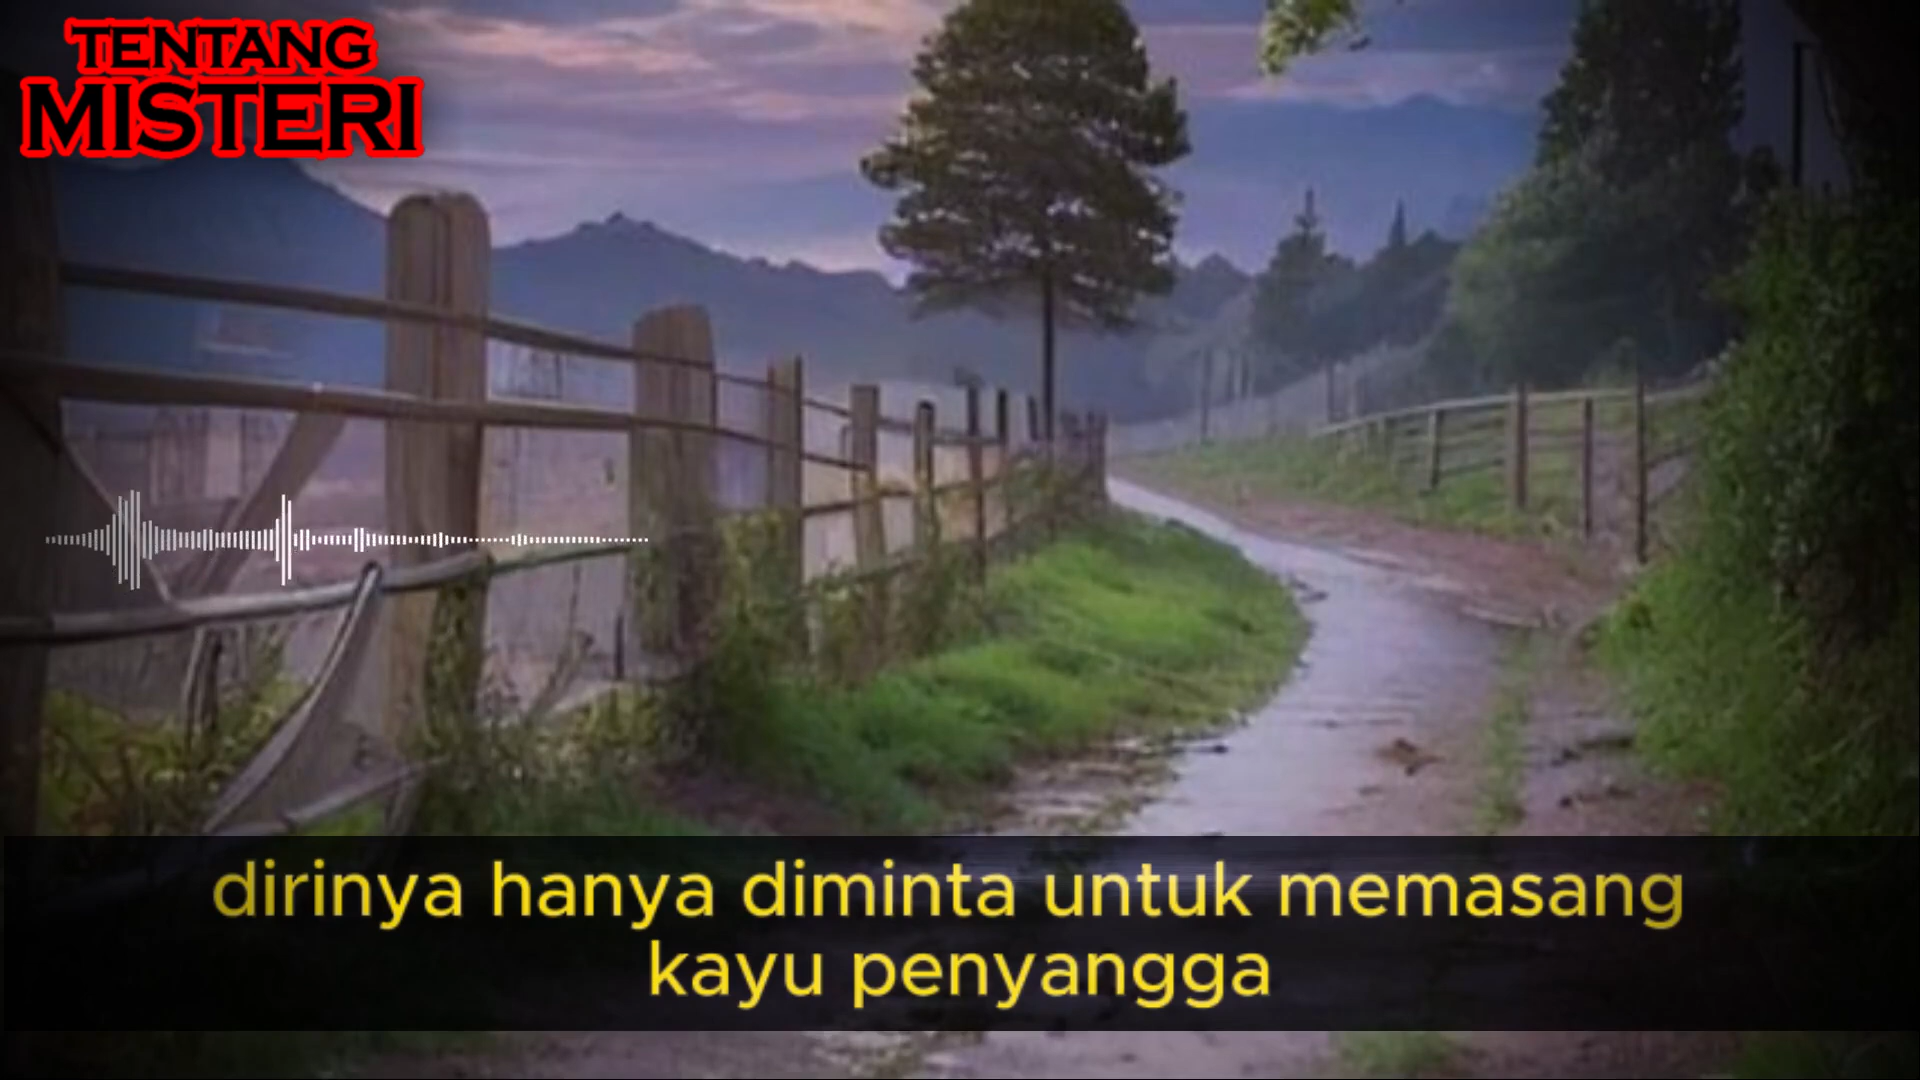 TENTANG
MISTERI
dirinya hanya diminta untuk memasang
kayu penyangga